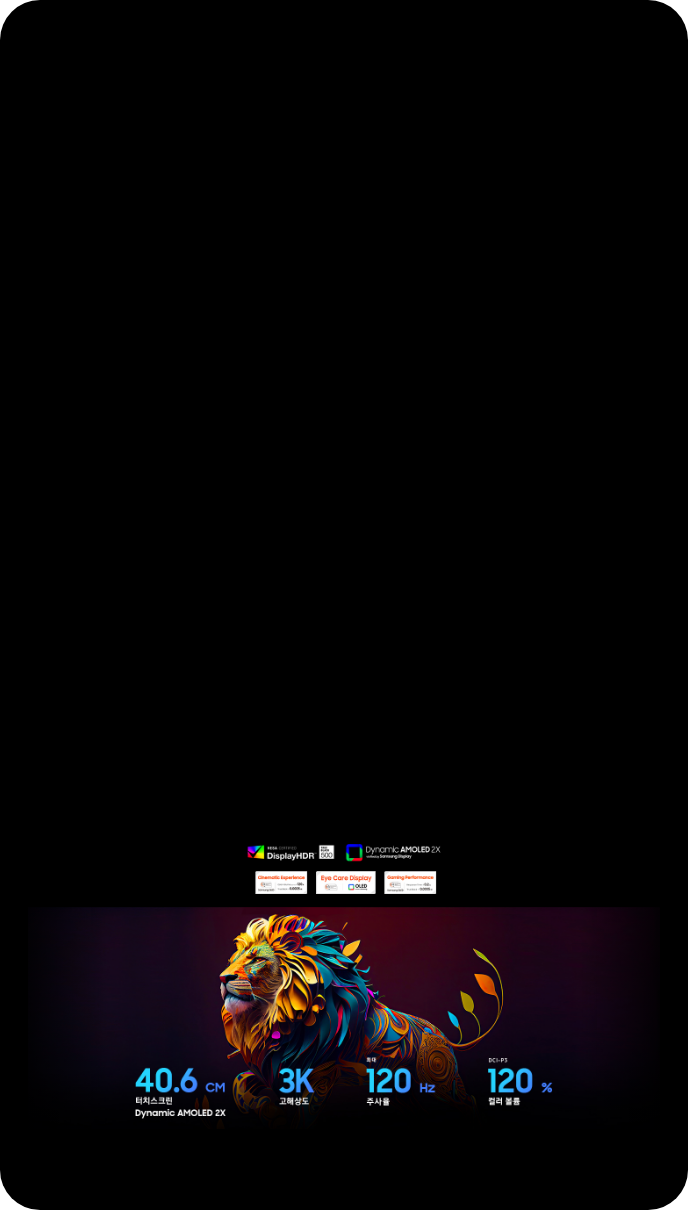 VESA CERTIFIED
DisplayHDR
TRUE BLACK
500
Dynamic AMOLED 2X
Samsung Display
Cinematic Experience
Eye Care Display
OLED
Gaming Performance
최대
DCI-P3
40.6 CM
3K
120 Hz
120 %
터치스크린
고해상도
주사율
컬러 볼륨
Dynamic AMOLED 2X